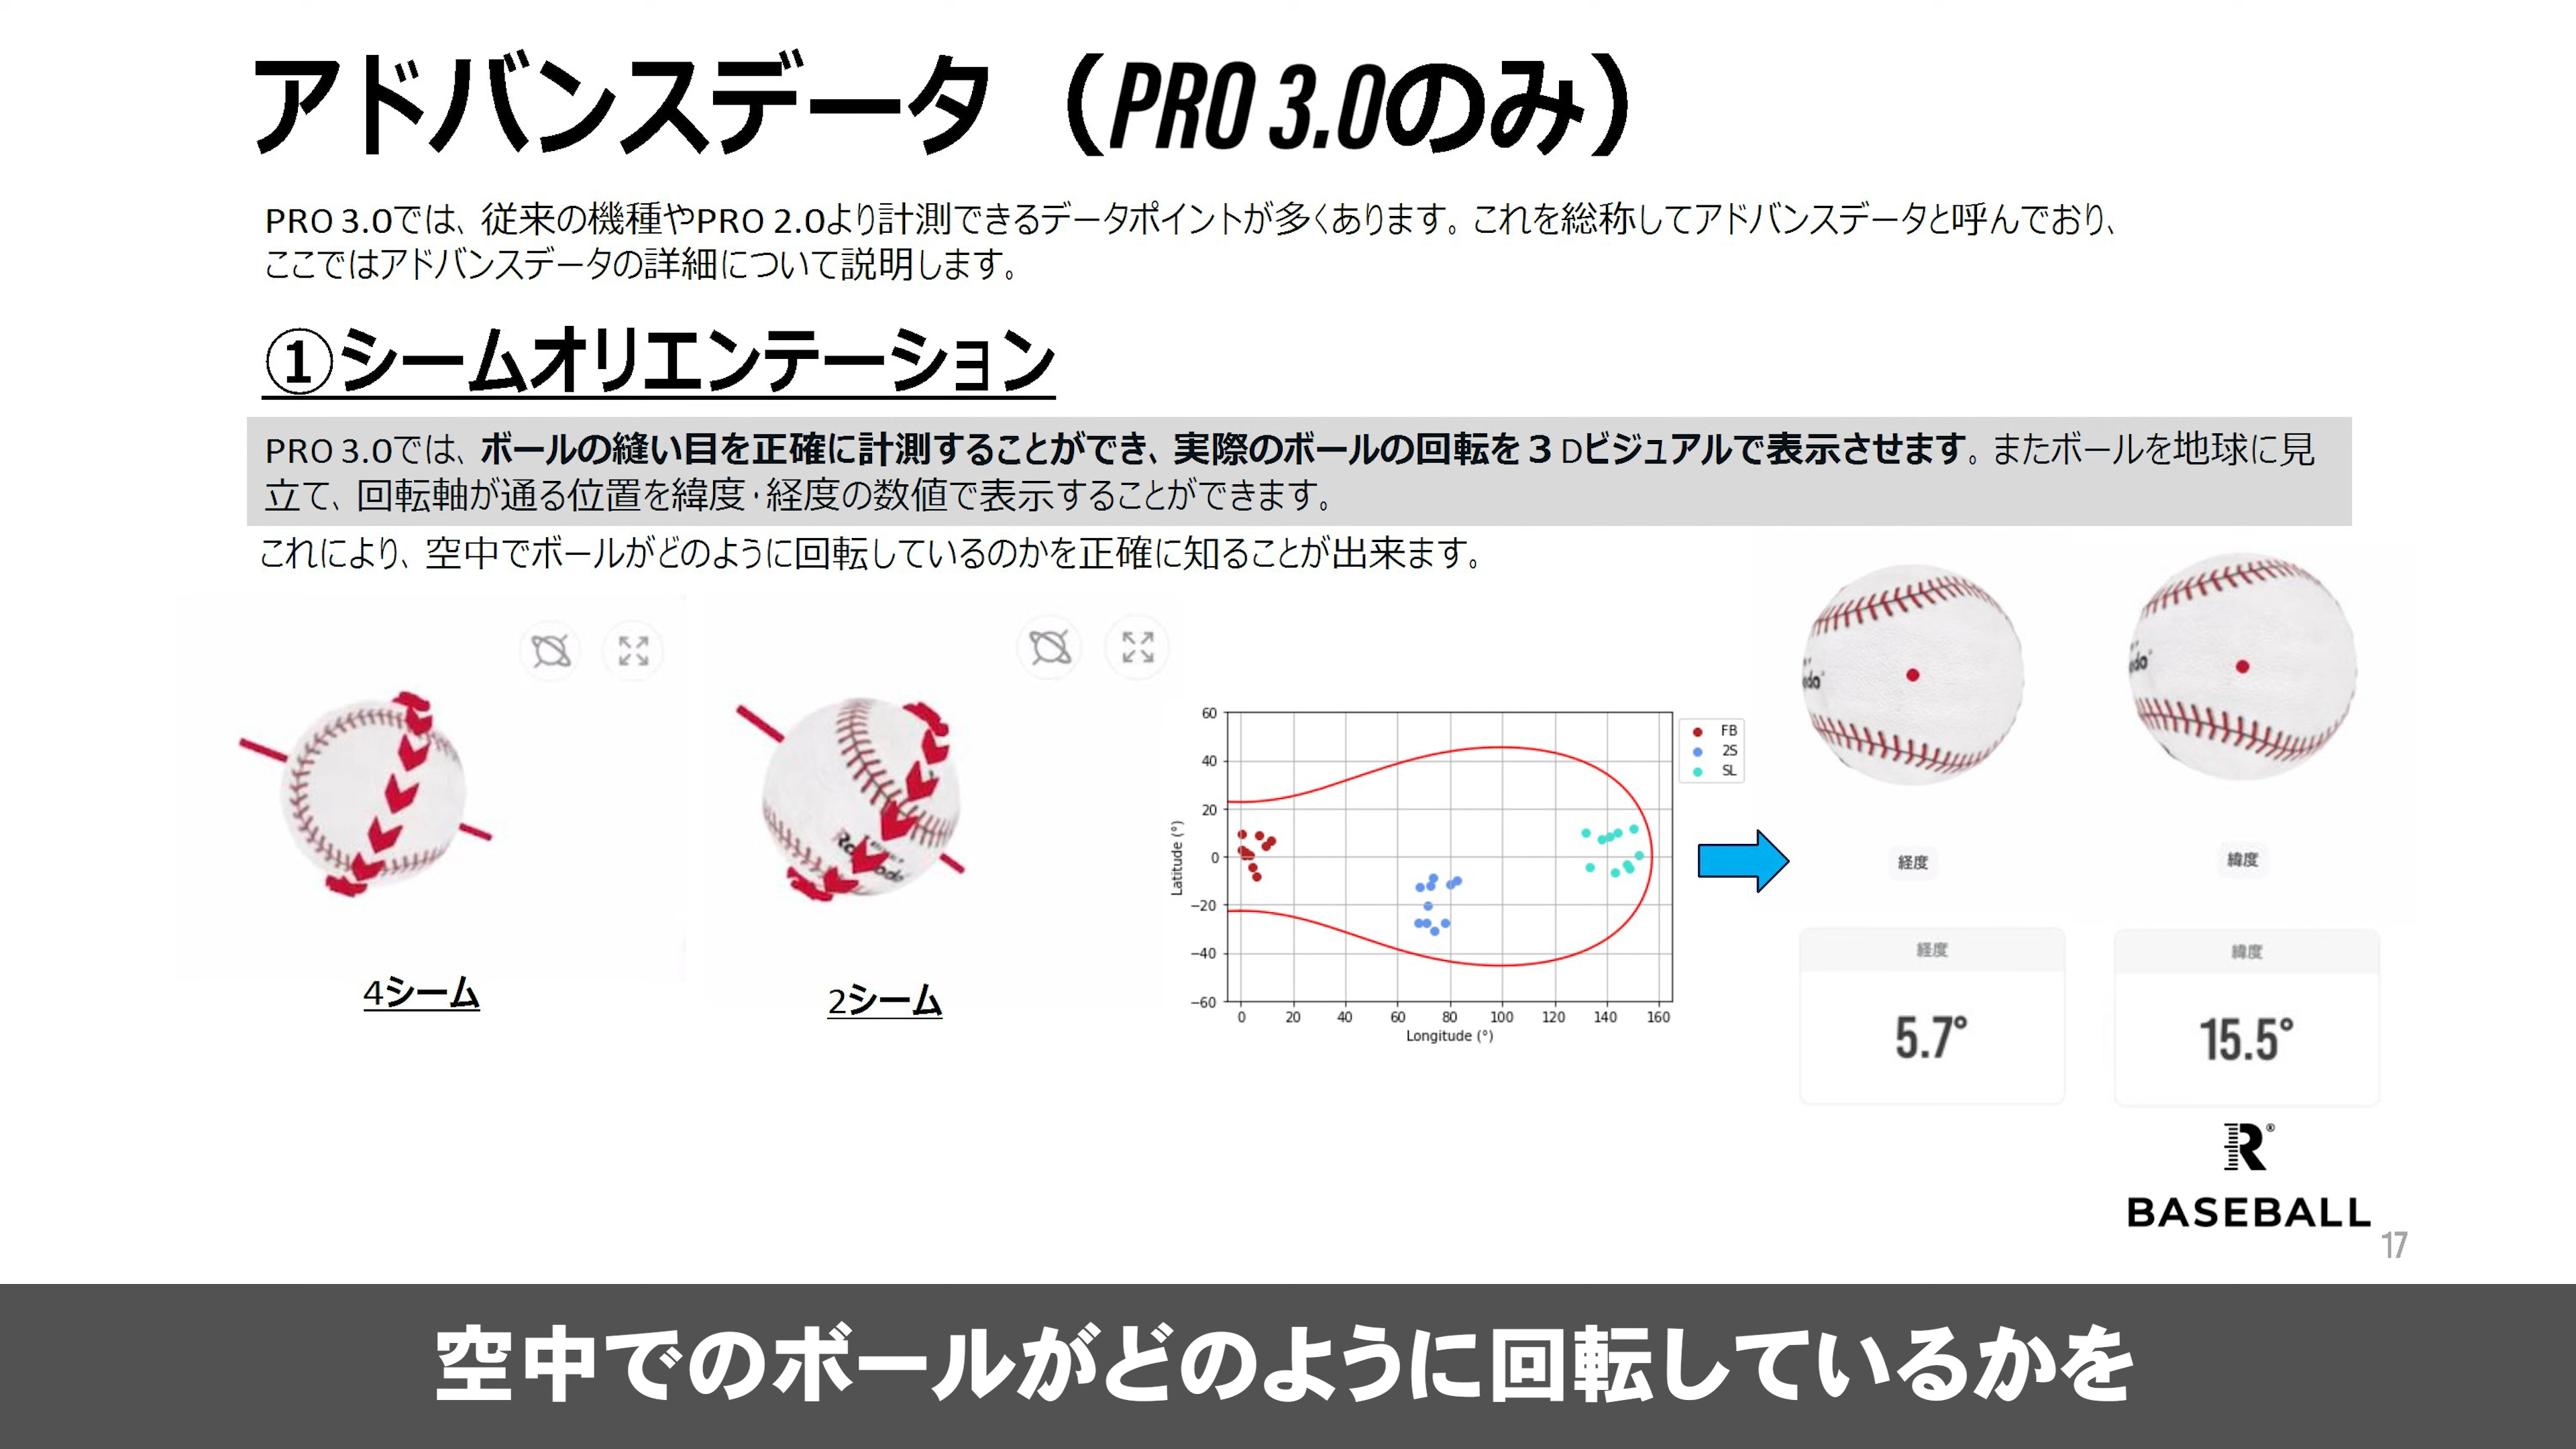 アドバンスデータ（PRO 3.0のみ）
PRO 3.0では、従来の機種やPRO 2.0より計測できるデータポイントが多くあります。これを総称してアドバンスデータと呼んでおり、
ここではアドバンスデータの詳細について説明します。
①シームオリエンテーション
PRO 3.0では、ボールの縫い目を正確に計測することができ、実際のボールの回転を３Dビジュアルで表示させます。またボールを地球に見
立て、回転軸が通る位置を緯度・経度の数値で表示することができます。
これにより、空中でボールがどのように回転しているのかを正確に知ることが出来ます。
4シーム
2シーム
60
40
20
0
−20
−40
−60
Latitude (°)
0 20 40 60 80 100 120 140 160
Longitude (°)
FB
2S
SL
経度
緯度
経度
5.7°
緯度
15.5°
R®
BASEBALL
17
空中でのボールがどのように回転しているかを